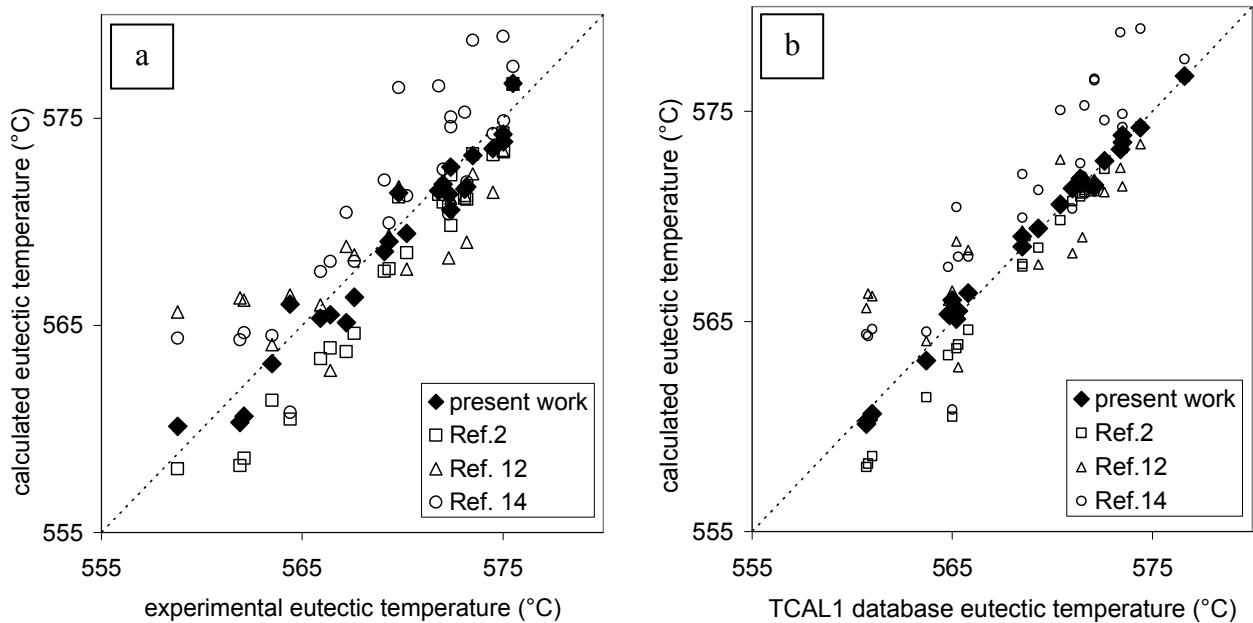 a
calculated eutectic temperature (°C)
575
565
555
555
565
575
experimental eutectic temperature (°C)
present work
Ref.2
Ref. 12
Ref. 14
b
calculated eutectic temperature (°C)
575
565
555
555
565
575
TCAL1 database eutectic temperature (°C)
present work
Ref.2
Ref.12
Ref.14